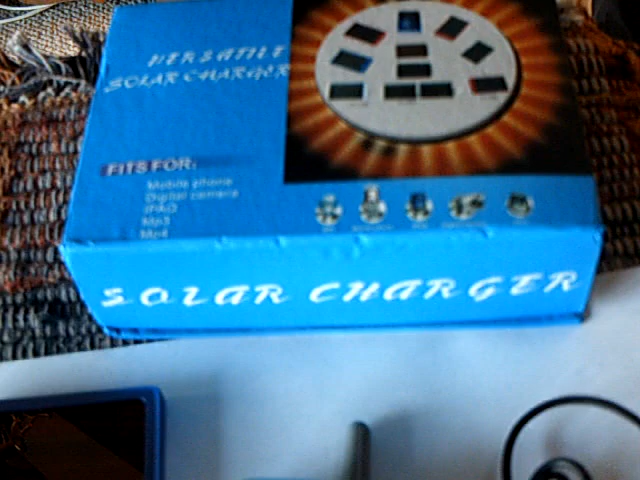 VERSATILE
SOLAR CHARGER
FITS FOR:
Mobile phone
Digital camera
IPAD
Mp3
Mp4
SOLAR CHARGER